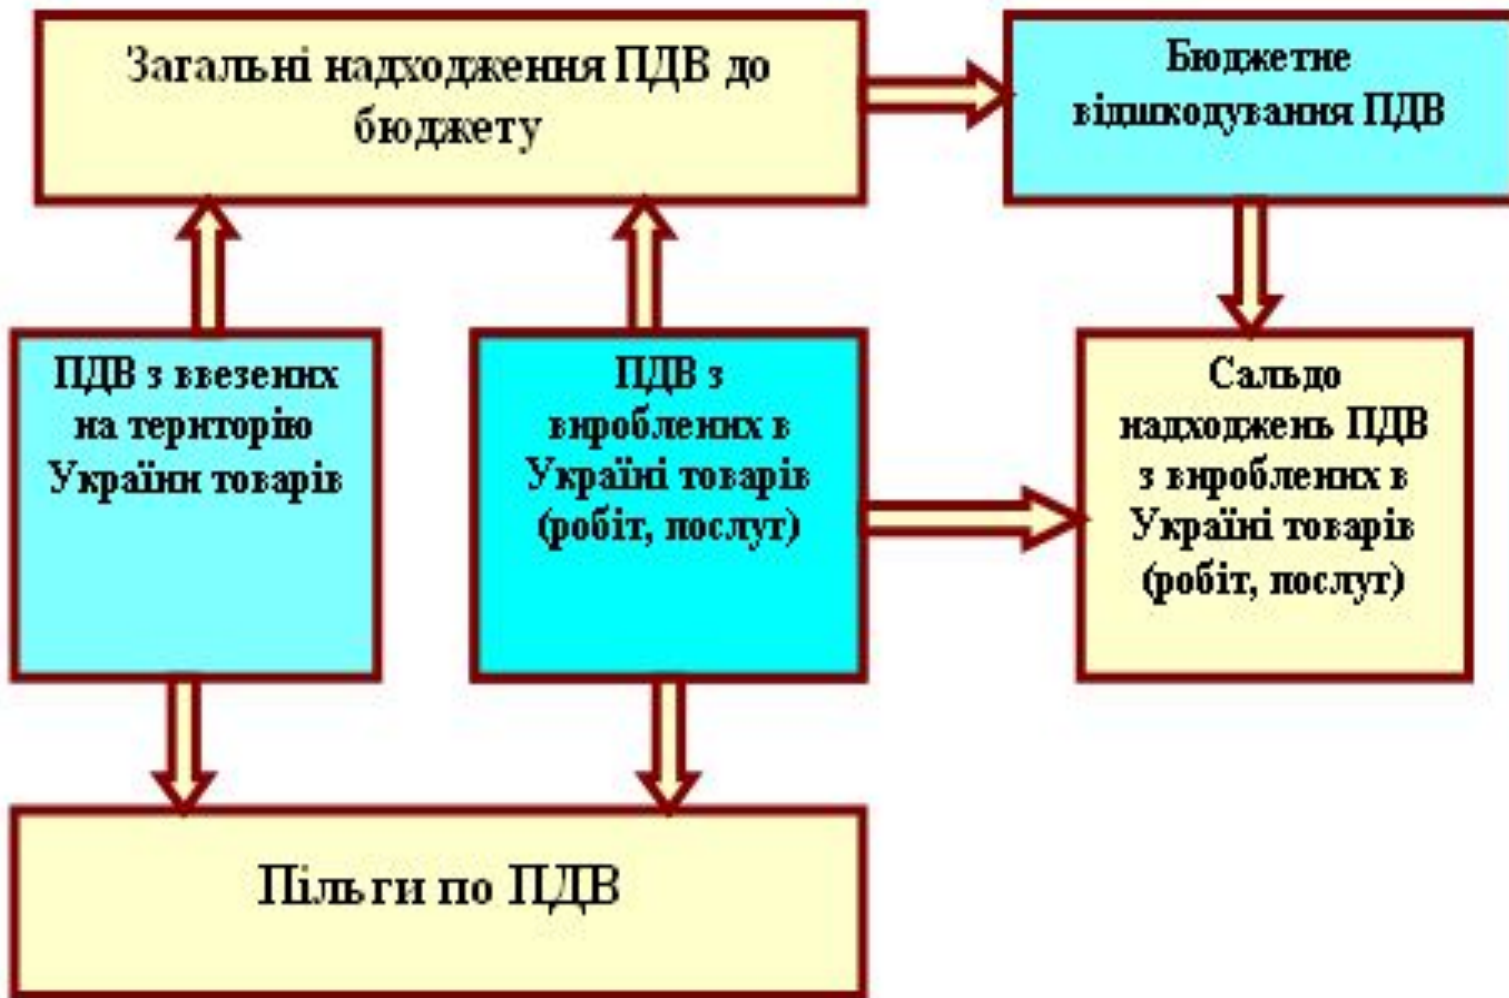 Загальні надходження ПДВ до
бюджету
Бюджетне
відшкодування ПДВ
ПДВ з ввезених
на територію
України товарів
ПДВ з
вироблених в
Україні товарів
(робіт, послуг)
Сальдо
надходжень ПДВ
з вироблених в
Україні товарів
(робіт, послуг)
Пільги по ПДВ